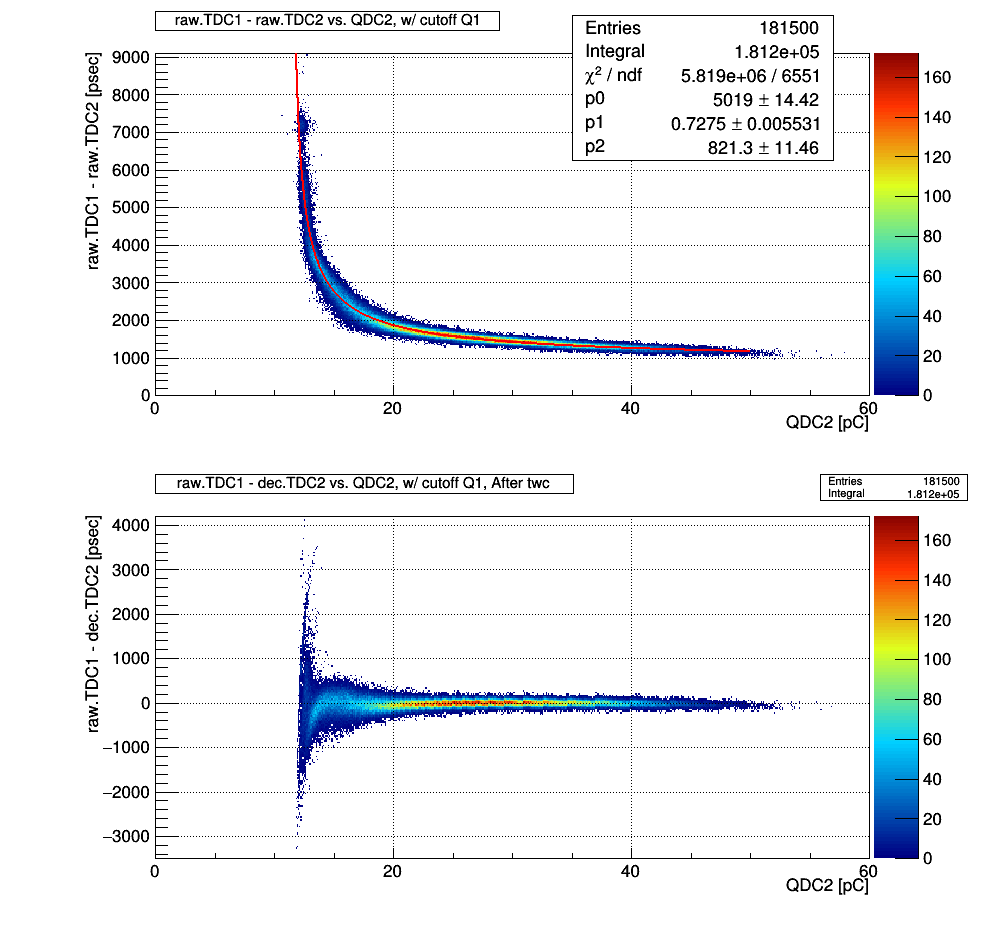 raw.TDC1 - raw.TDC2 vs. QDC2, w/ cutoff Q1
Entries 181500
Integral 1.812e+05
χ² / ndf 5.819e+06 / 6551
p0 5019 ± 14.42
p1 0.7275 ± 0.005531
p2 821.3 ± 11.46
raw.TDC1 - raw.TDC2 [psec]
9000
8000
7000
6000
5000
4000
3000
2000
1000
0
0 20 40 60
QDC2 [pC]
160
140
120
100
80
60
40
20
0
raw.TDC1 - dec.TDC2 vs. QDC2, w/ cutoff Q1, After twc
Entries 181500
Integral 1.812e+05
raw.TDC1 - dec.TDC2 [psec]
4000
3000
2000
1000
0
−1000
−2000
−3000
0 20 40 60
QDC2 [pC]
160
140
120
100
80
60
40
20
0